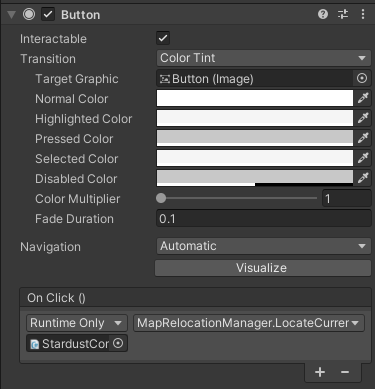 Button
Interactable
Transition Color Tint
Target Graphic Button (Image)
Normal Color
Highlighted Color
Pressed Color
Selected Color
Disabled Color
Color Multiplier 1
Fade Duration 0.1
Navigation Automatic
Visualize
On Click ()
Runtime Only MapRelocationManager.LocateCurrer
StardustCor